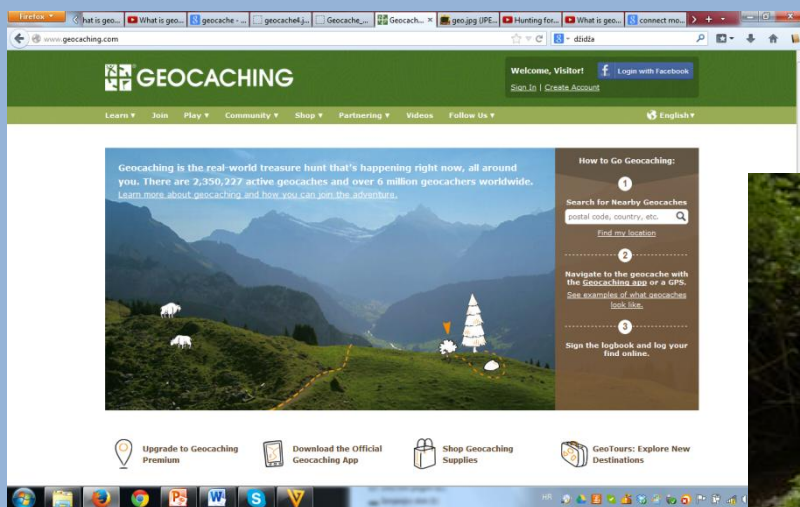 Firefox
hat is geo...
What is geo...
geocache - ...
geocache4.j...
Geocache_...
Geocach...
geo.jpg (JPE...
Hunting for...
What is geo...
connect mo...
www.geocaching.com
džidža
GEOCACHING
Welcome, Visitor!
Login with Facebook
Sign In | Create Account
Learn
Join
Play
Community
Shop
Partnering
Videos
Follow Us
English
Geocaching is the real-world treasure hunt that's happening right now, all around
you. There are 2,350,227 active geocaches and over 6 million geocachers worldwide.
Learn more about geocaching and how you can join the adventure.
How to Go Geocaching:
1
Search for Nearby Geocaches
postal code, country, etc.
Find my location
2
Navigate to the geocache with
the Geocaching app or a GPS.
See examples of what geocaches
look like.
3
Sign the logbook and log your
find online.
Upgrade to Geocaching
Premium
Download the Official
Geocaching App
Shop Geocaching
Supplies
GeoTours: Explore New
Destinations
HR